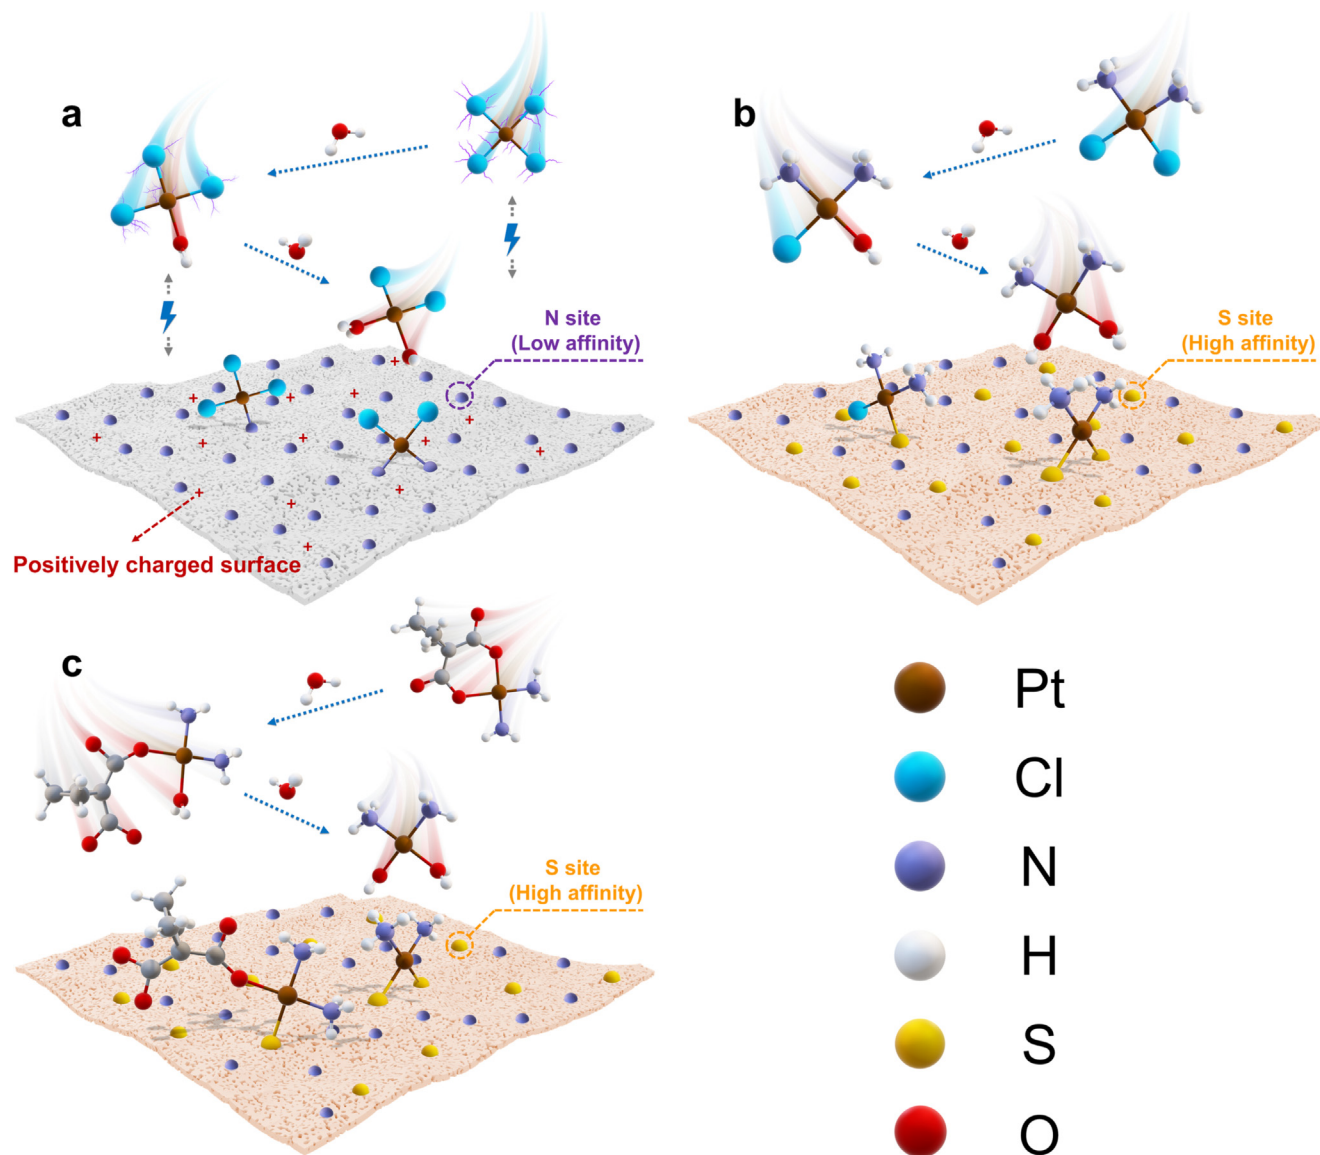 a
N site
(Low affinity)
+
+
+
+
+
+
+
+
+
+
+
+
+
+
Positively charged surface
b
S site
(High affinity)
c
S site
(High affinity)
Pt
Cl
N
H
S
O